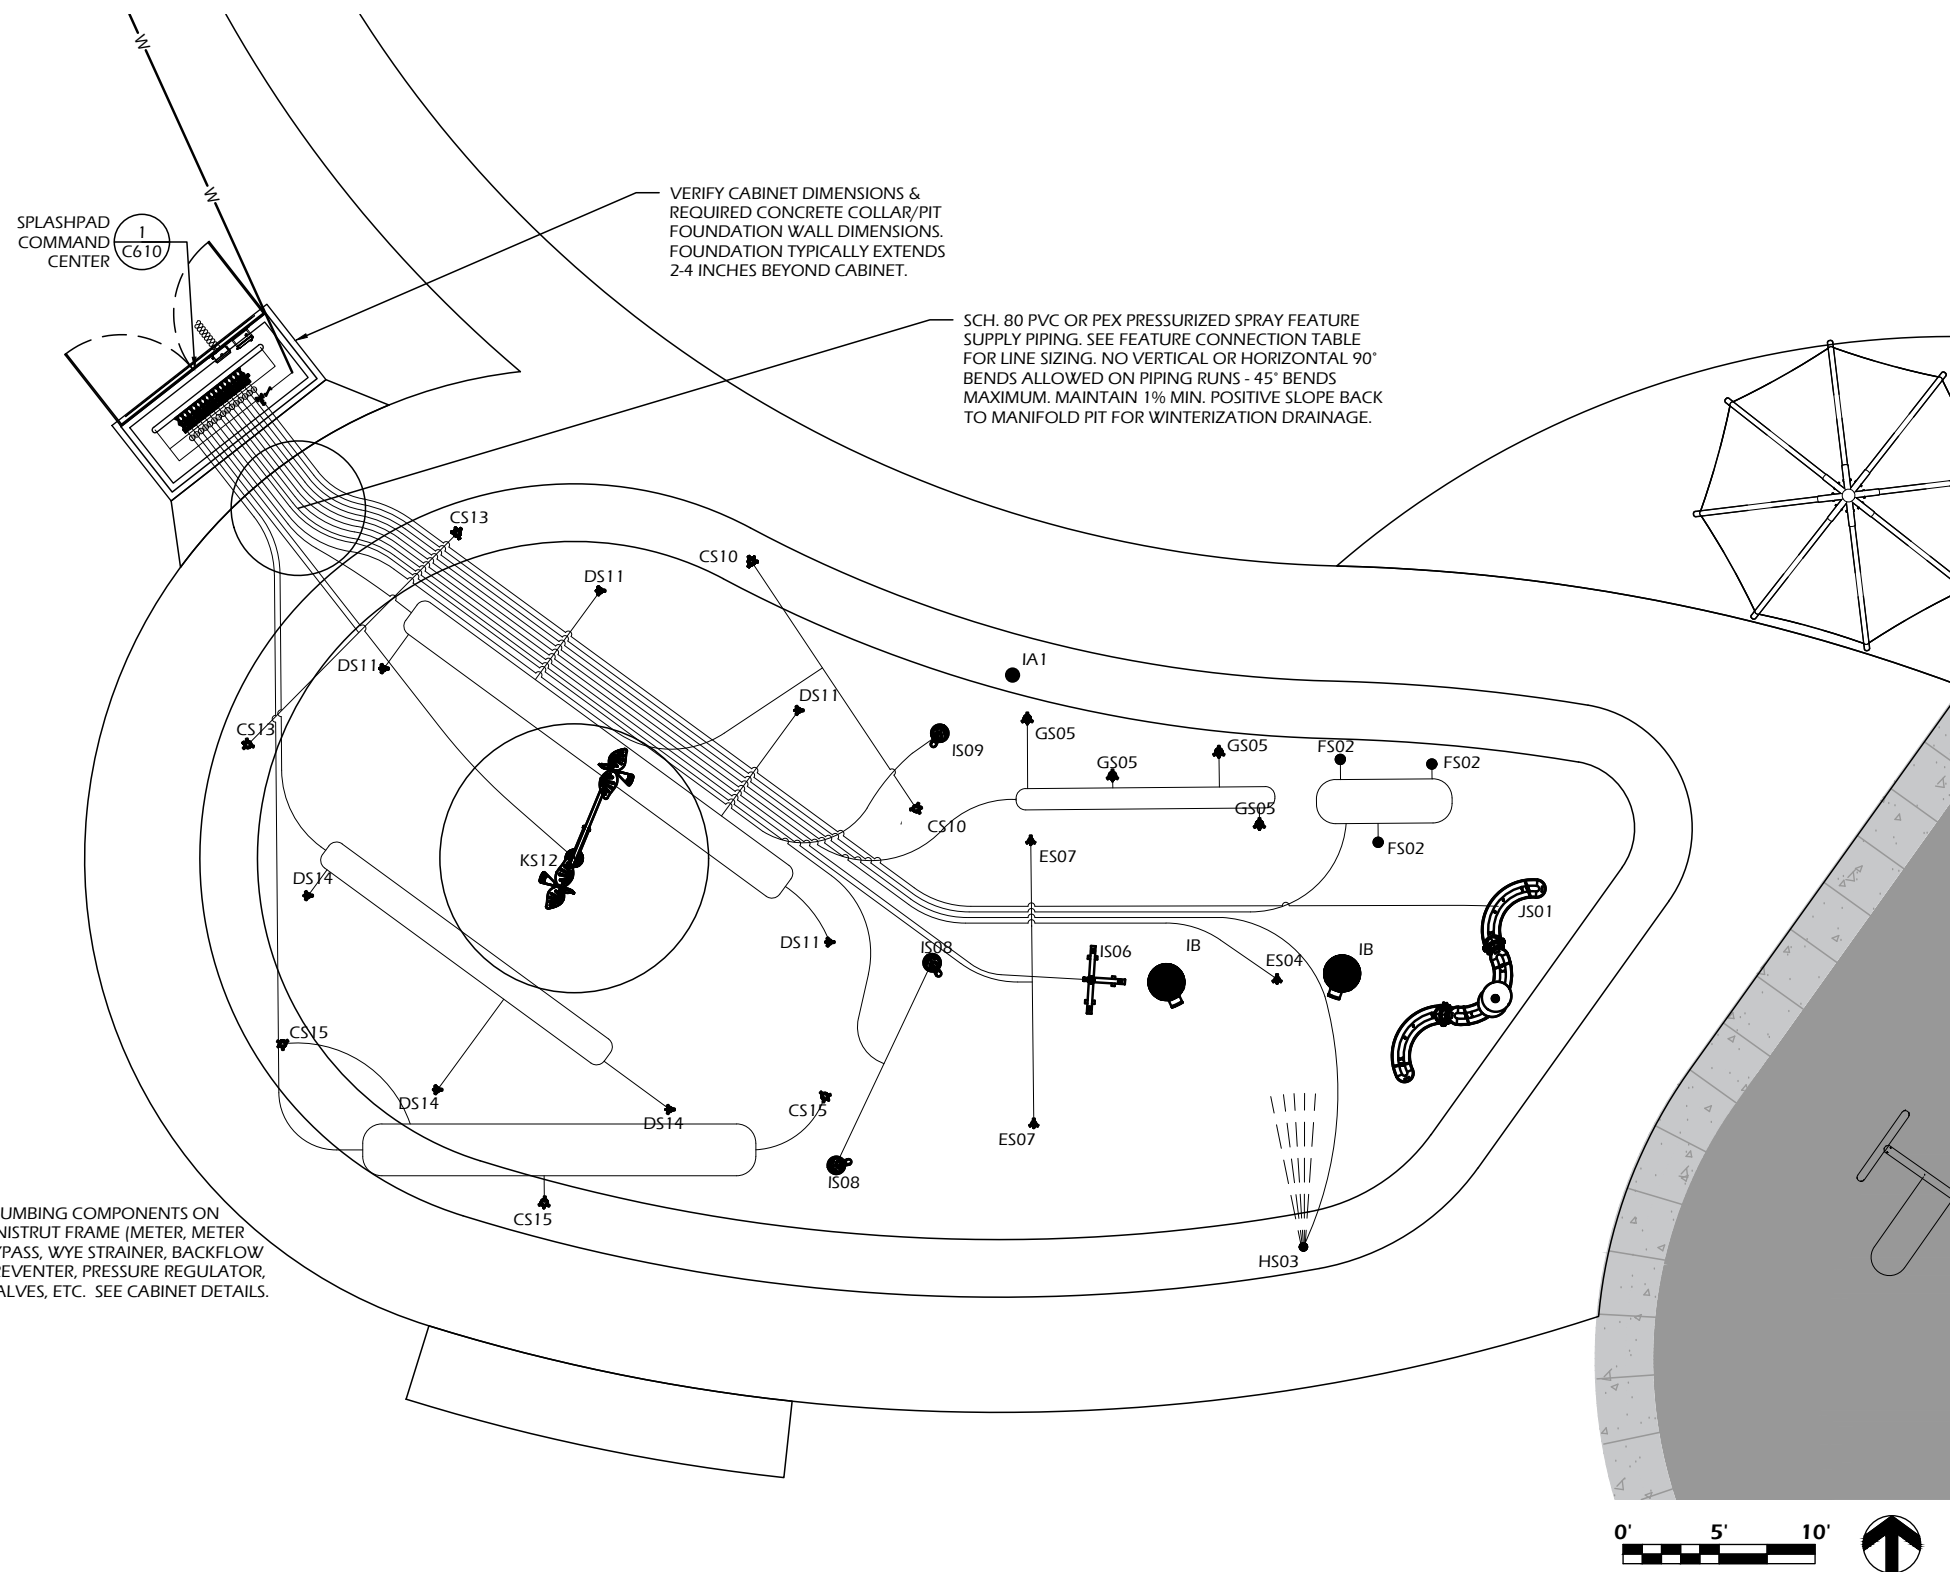 W
W
SPLASHPAD
COMMAND
CENTER
1
C610
VERIFY CABINET DIMENSIONS &
REQUIRED CONCRETE COLLAR/PIT
FOUNDATION WALL DIMENSIONS.
FOUNDATION TYPICALLY EXTENDS
2-4 INCHES BEYOND CABINET.
SCH. 80 PVC OR PEX PRESSURIZED SPRAY FEATURE
SUPPLY PIPING. SEE FEATURE CONNECTION TABLE
FOR LINE SIZING. NO VERTICAL OR HORIZONTAL 90°
BENDS ALLOWED ON PIPING RUNS - 45° BENDS
MAXIMUM. MAINTAIN 1% MIN. POSITIVE SLOPE BACK
TO MANIFOLD PIT FOR WINTERIZATION DRAINAGE.
CS13
CS10
DS11
DS11
IA1
DS11
CS13
GS05
IS09
GS05
FS02
GS05
FS02
GS05
CS10
FS02
ES07
KS12
DS14
JS01
DS11
IS08
IS06
IB
IB
ES04
CS15
DS14
CS15
DS14
ES07
IS08
CS15
HS03
UMBING COMPONENTS ON
NISTRUT FRAME (METER, METER
YPASS, WYE STRAINER, BACKFLOW
EVENTER, PRESSURE REGULATOR,
ALVES, ETC.  SEE CABINET DETAILS.
0' 5' 10'